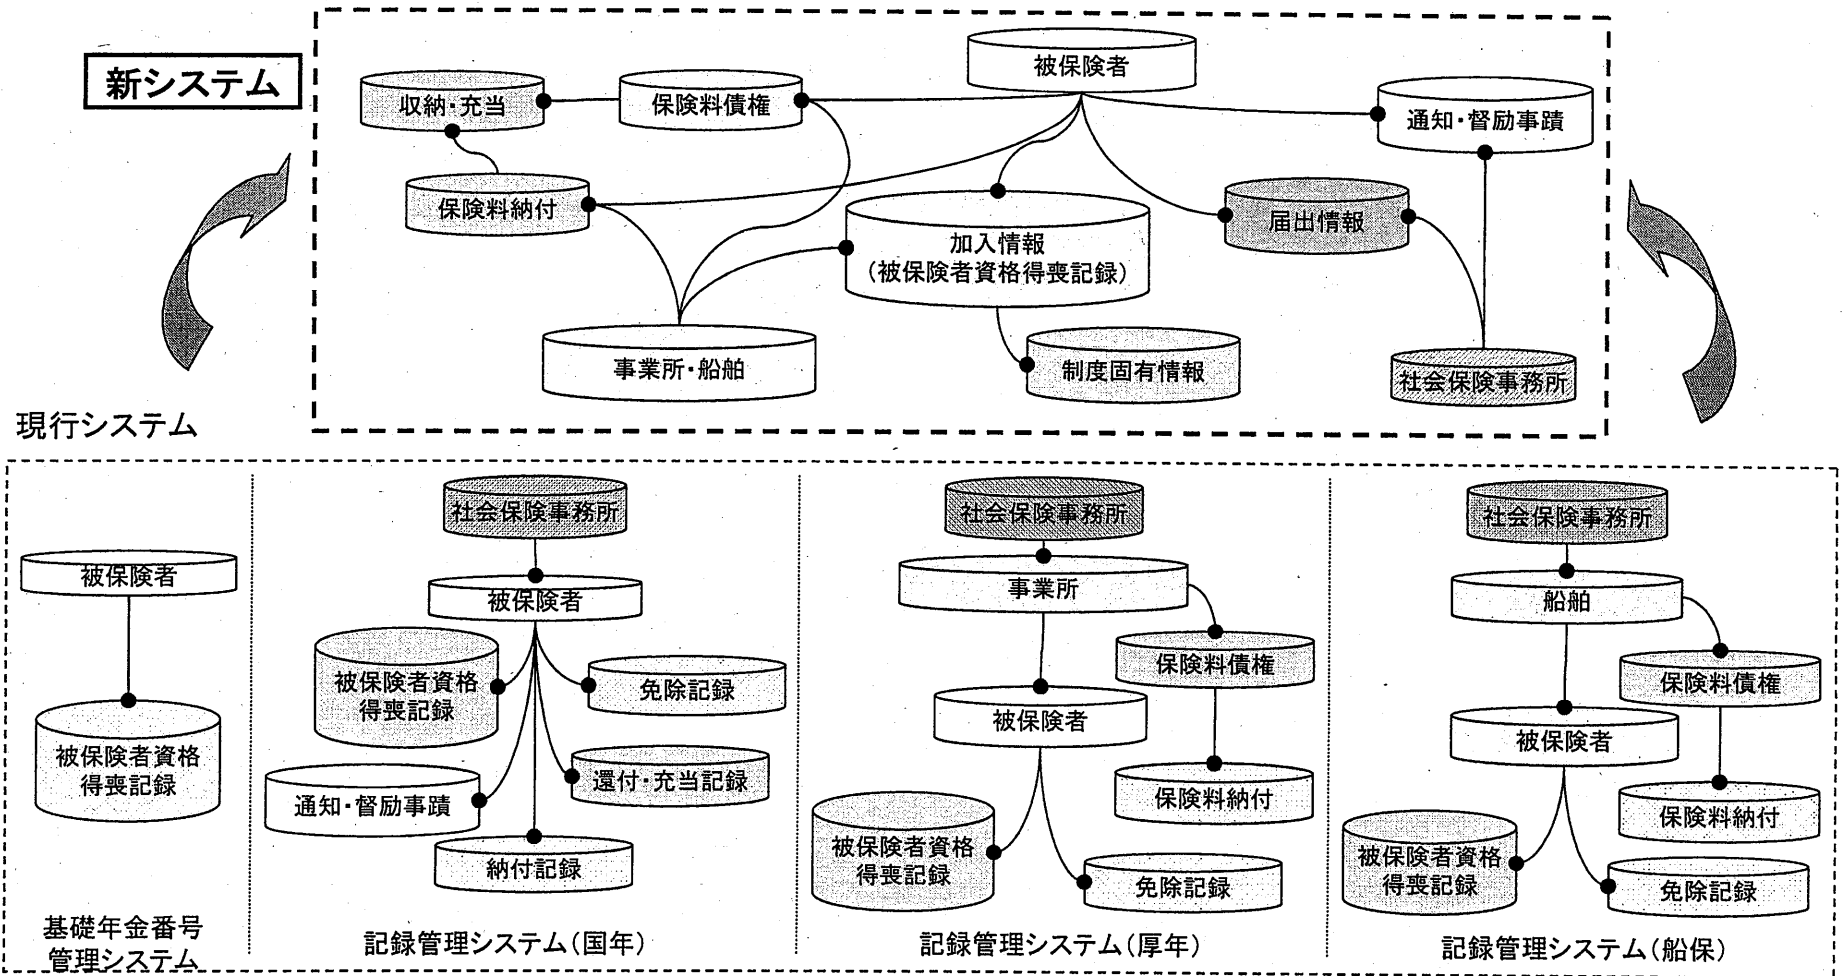 新システム
被保険者
収納・充当
保険料債権
通知・督励事蹟
保険料納付
届出情報
加入情報
（被保険者資格得喪記録）
事業所・船舶
制度固有情報
社会保険事務所
現行システム
被保険者
被保険者資格
得喪記録
基礎年金番号
管理システム
社会保険事務所
被保険者
被保険者資格
得喪記録
免除記録
還付・充当記録
通知・督励事蹟
納付記録
記録管理システム（国年）
社会保険事務所
事業所
保険料債権
被保険者
保険料納付
被保険者資格
得喪記録
免除記録
記録管理システム（厚年）
社会保険事務所
船舶
保険料債権
被保険者
保険料納付
被保険者資格
得喪記録
免除記録
記録管理システム（船保）